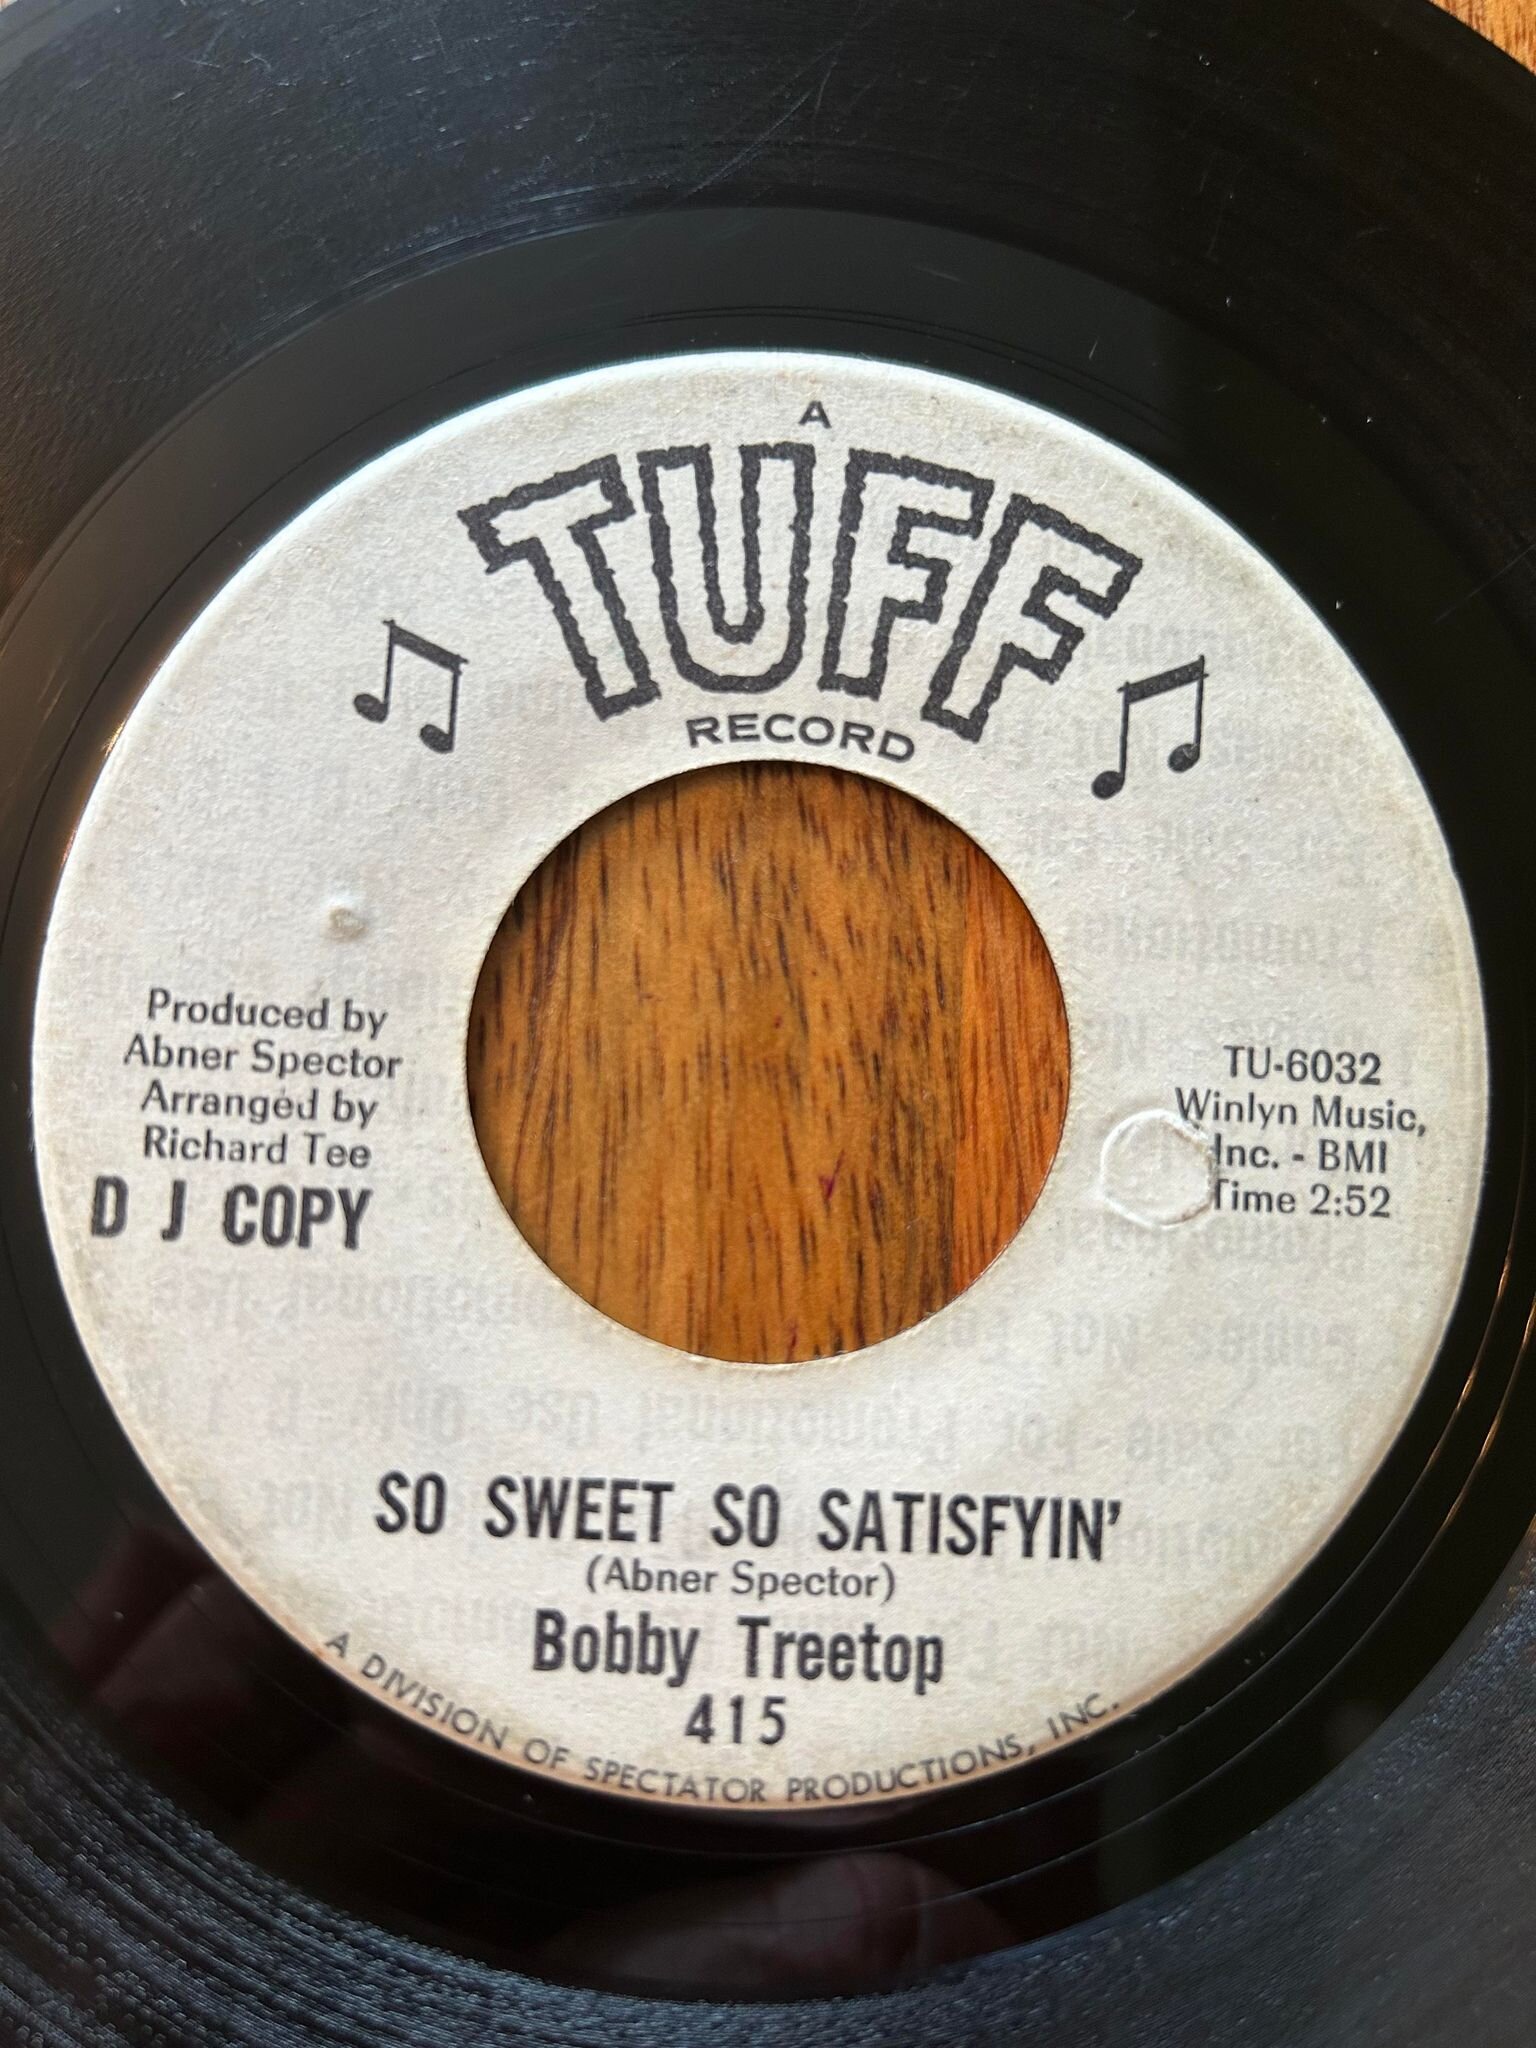 A
TUFF
RECORD
Produced by
Abner Spector
Arranged by
Richard Tee
D J COPY
TU-6032
Winlyn Music,
Inc. - BMI
Time 2:52
SO SWEET SO SATISFYIN'
(Abner Spector)
Bobby Treetop
415
A DIVISION OF SPECTATOR PRODUCTIONS, INC.